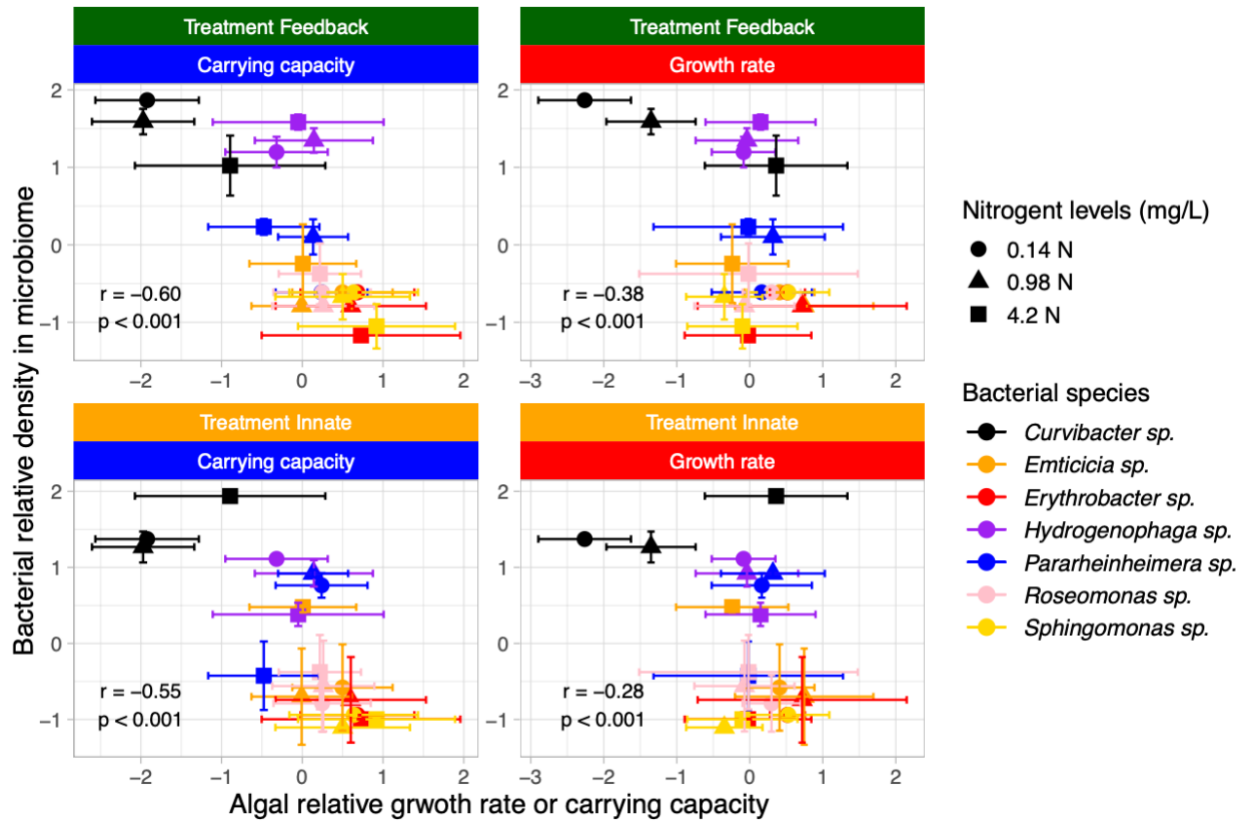 Treatment Feedback
Treatment Feedback
Carrying capacity
Growth rate
2
1
0
−1
r = −0.60
p < 0.001
−2
−1
0
1
2
2
1
0
−1
r = −0.38
p < 0.001
−3
−2
−1
0
1
2
Treatment Innate
Treatment Innate
Carrying capacity
Growth rate
2
1
0
−1
r = −0.55
p < 0.001
−2
−1
0
1
2
2
1
0
−1
r = −0.28
p < 0.001
−3
−2
−1
0
1
2
Bacterial relative density in microbiome
Algal relative grwoth rate or carrying capacity
Nitrogent levels (mg/L)
0.14 N
0.98 N
4.2 N
Bacterial species
Curvibacter sp.
Emticicia sp.
Erythrobacter sp.
Hydrogenophaga sp.
Pararheinheimera sp.
Roseomonas sp.
Sphingomonas sp.